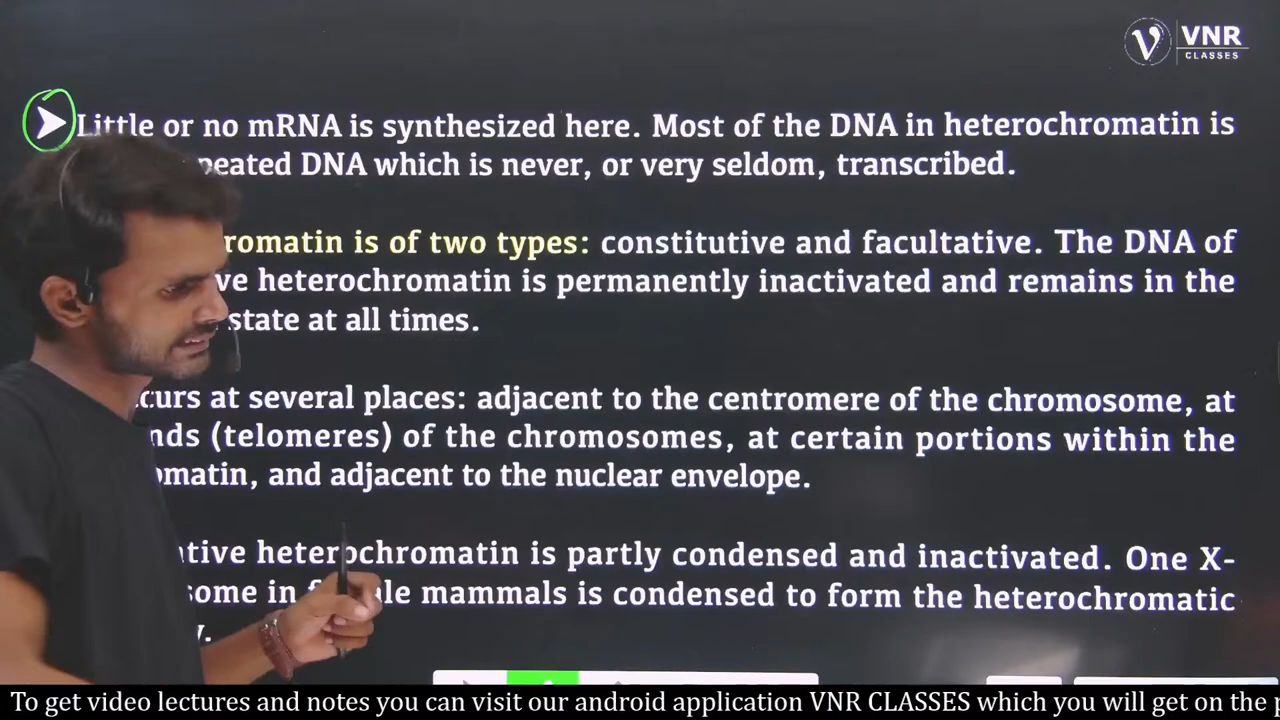 VNR
CLASSES
Little or no mRNA is synthesized here. Most of the DNA in heterochromatin is
peated DNA which is never, or very seldom, transcribed.
romatin is of two types: constitutive and facultative. The DNA of
ve heterochromatin is permanently inactivated and remains in the
state at all times.
curs at several places: adjacent to the centromere of the chromosome, at
nds (telomeres) of the chromosomes, at certain portions within the
omatin, and adjacent to the nuclear envelope.
tive heterochromatin is partly condensed and inactivated. One X-
some in female mammals is condensed to form the heterochromatic
To get video lectures and notes you can visit our android application VNR CLASSES which you will get on the